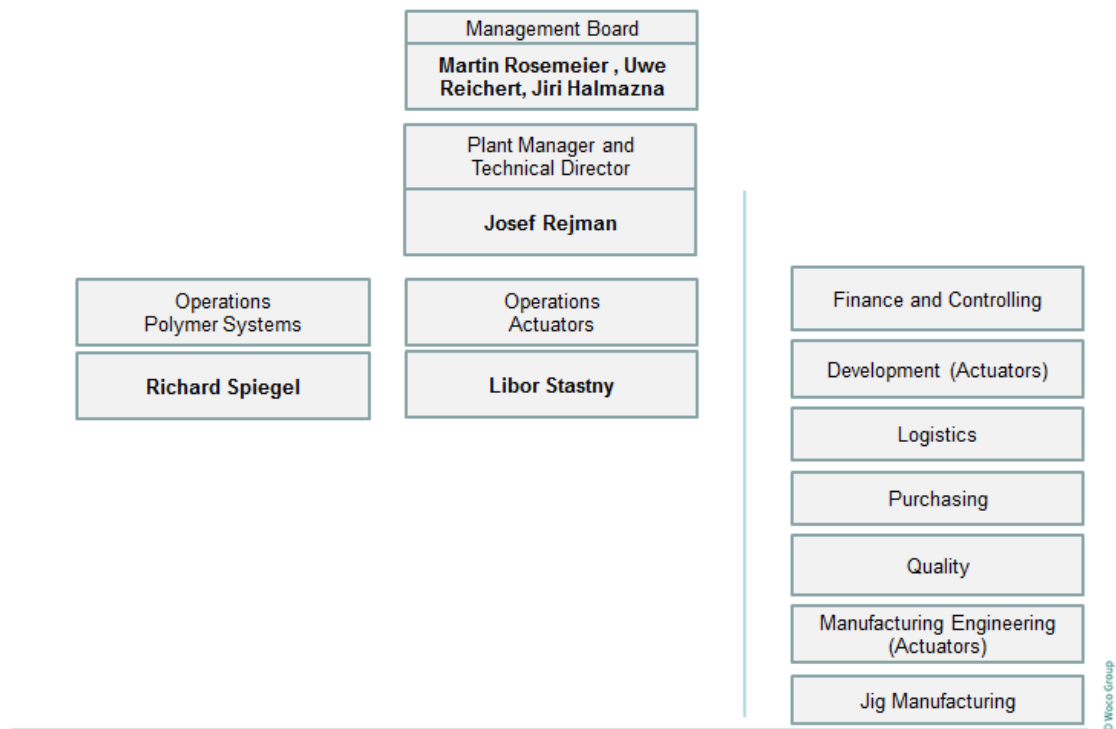 Management Board
Martin Rosemeier , Uwe
Reichert, Jiri Halmazna
Plant Manager and
Technical Director
Josef Rejman
Operations
Polymer Systems
Richard Spiegel
Operations
Actuators
Libor Stastny
Finance and Controlling
Development (Actuators)
Logistics
Purchasing
Quality
Manufacturing Engineering
(Actuators)
Jig Manufacturing
© Woco Group